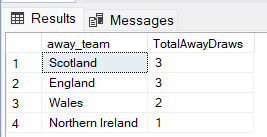 Results Messages
away_team TotalAwayDraws
1 Scotland 3
2 England 3
3 Wales 2
4 Northern Ireland 1